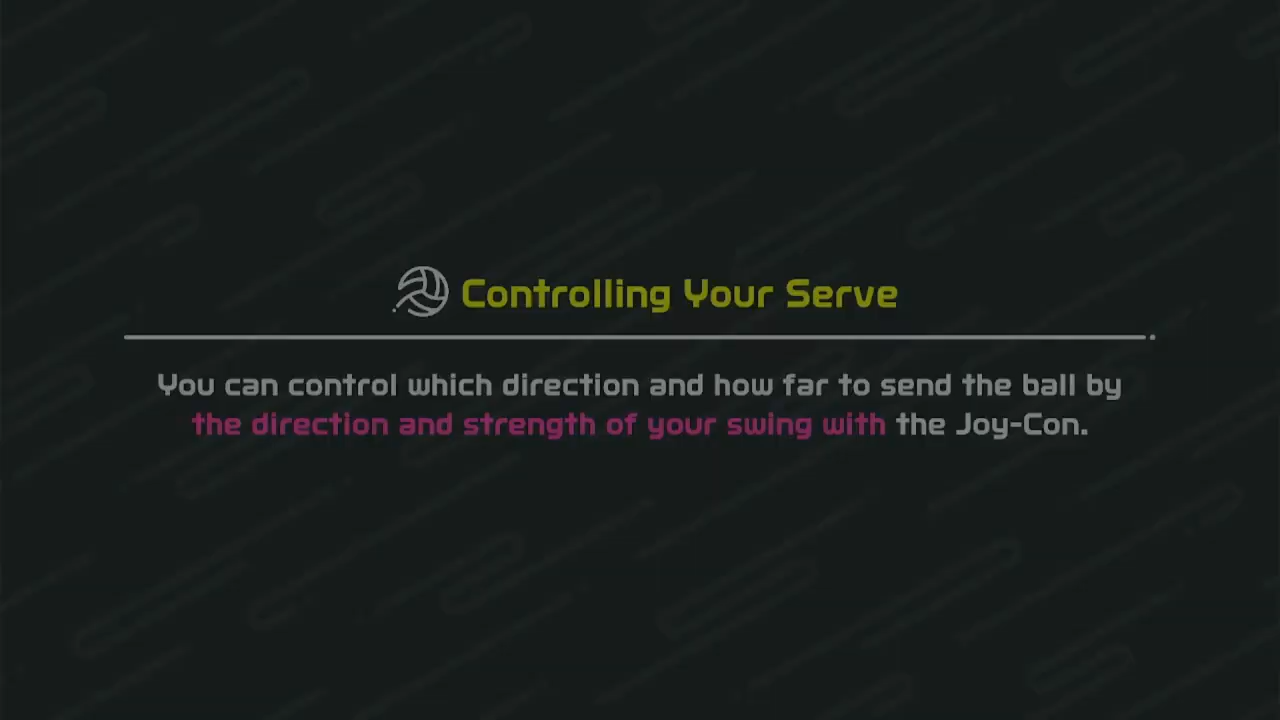 Controlling Your Serve
You can control which direction and how far to send the ball by
the direction and strength of your swing with the Joy-Con.